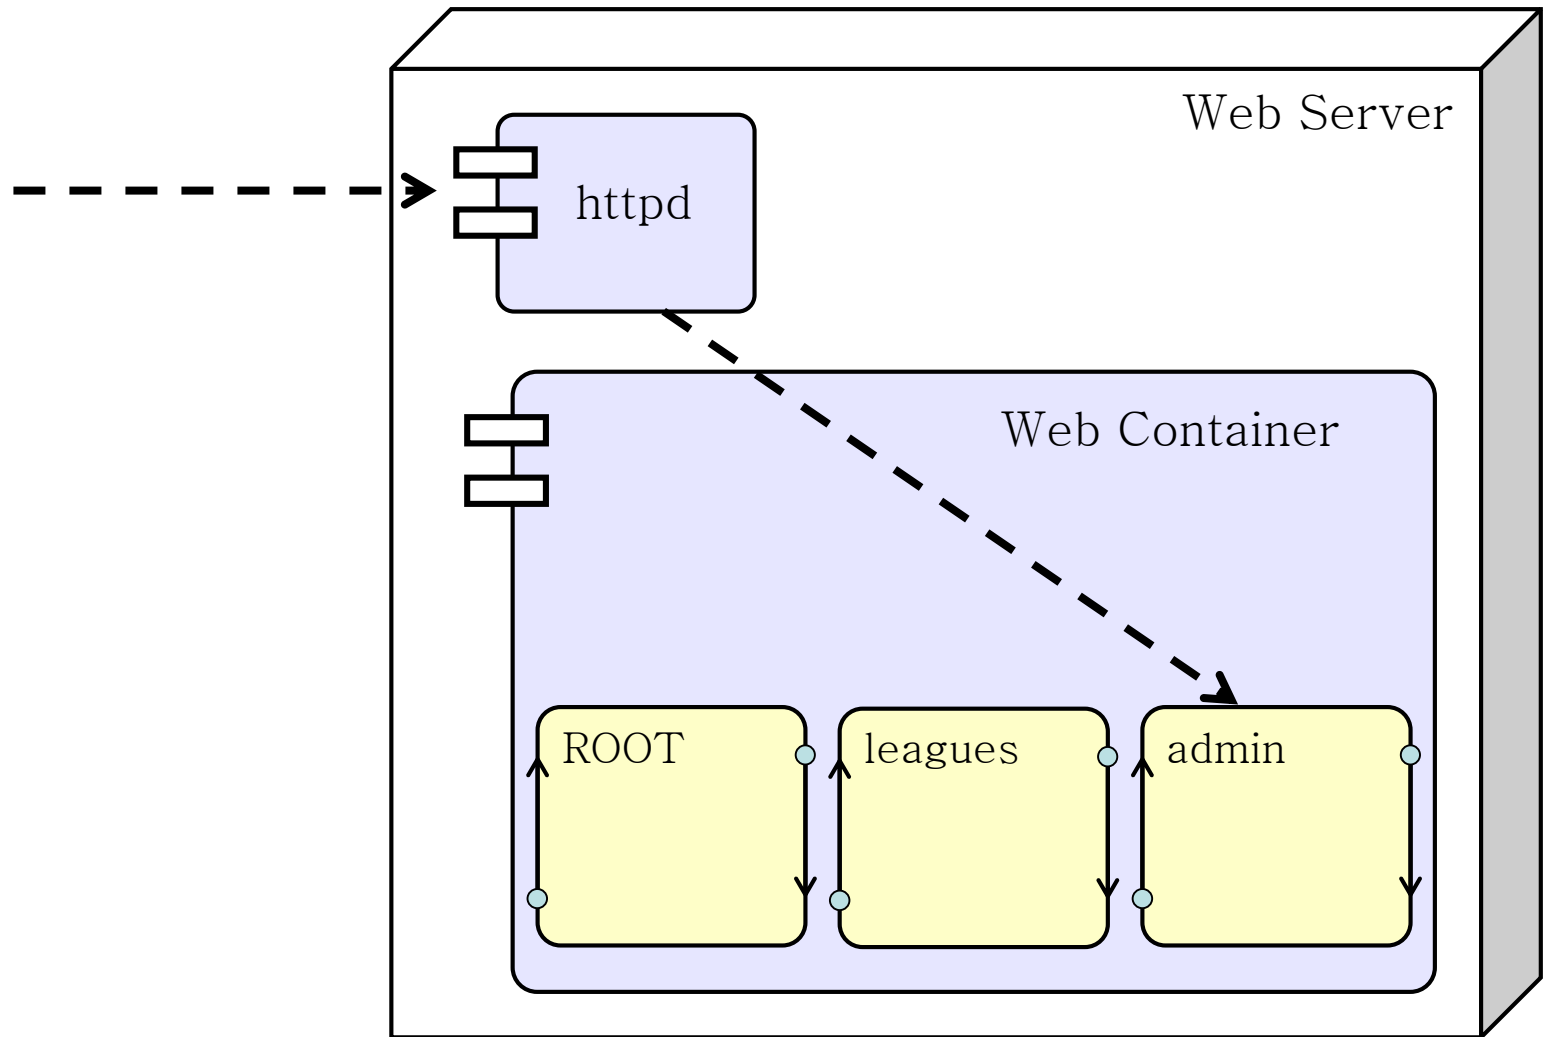 Web Server
httpd
Web Container
ROOT
leagues
admin